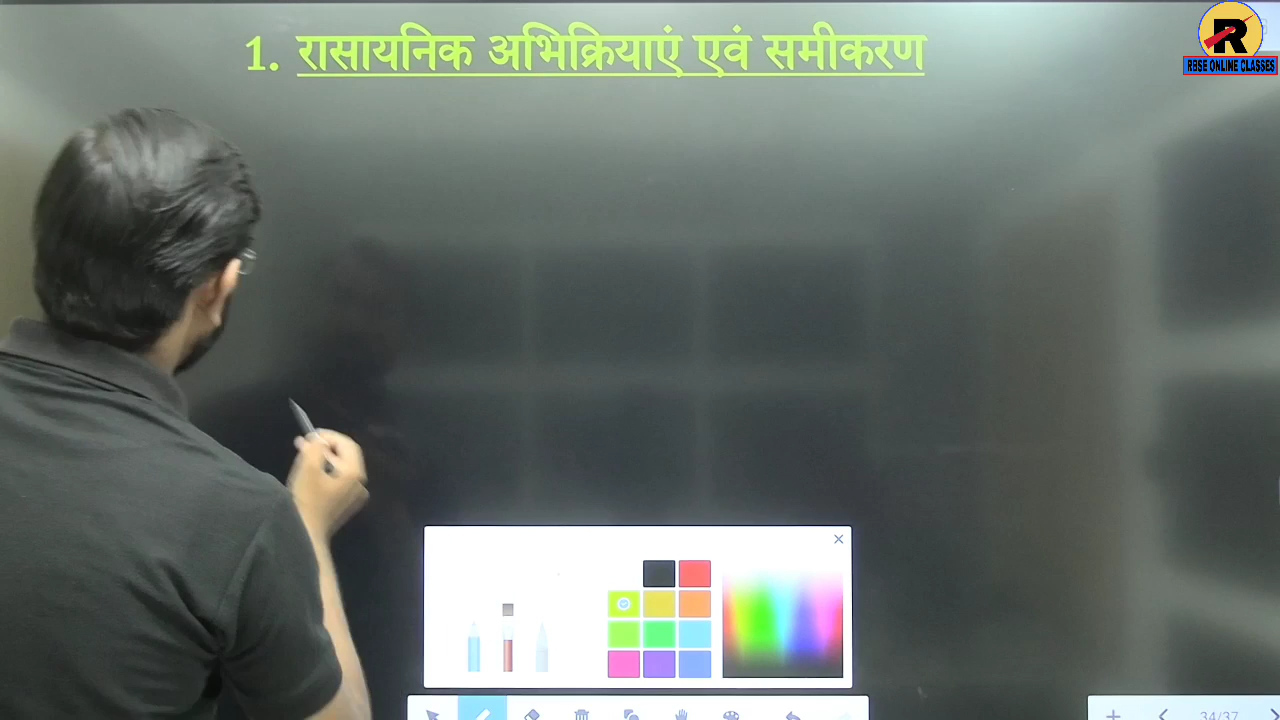 1. रासायनिक अभिक्रियाएं एवं समीकरण
R
RBSE ONLINE CLASSES
34/37